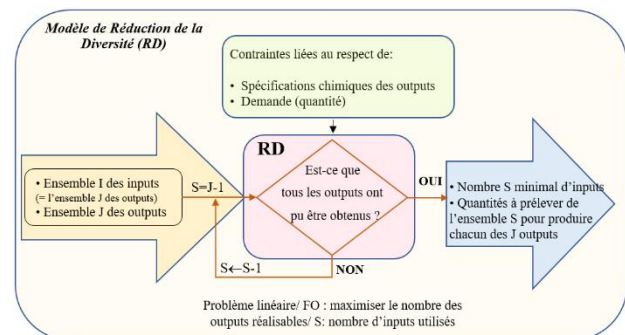 Modèle de Réduction de la
Diversité (RD)
Contraintes liées au respect de:
• Spécifications chimiques des outputs
• Demande (quantité)
RD
• Ensemble I des inputs
(= l'ensemble J des outputs)
• Ensemble J des outputs
S=J-1
Est-ce que
tous les outputs ont
pu être obtenus ?
OUI
• Nombre S minimal d'inputs
• Quantités à prélever de
l'ensemble S pour produire
chacun des J outputs
S←S-1
NON
Problème linéaire/ FO : maximiser le nombre des
outputs réalisables/ S: nombre d'inputs utilisés